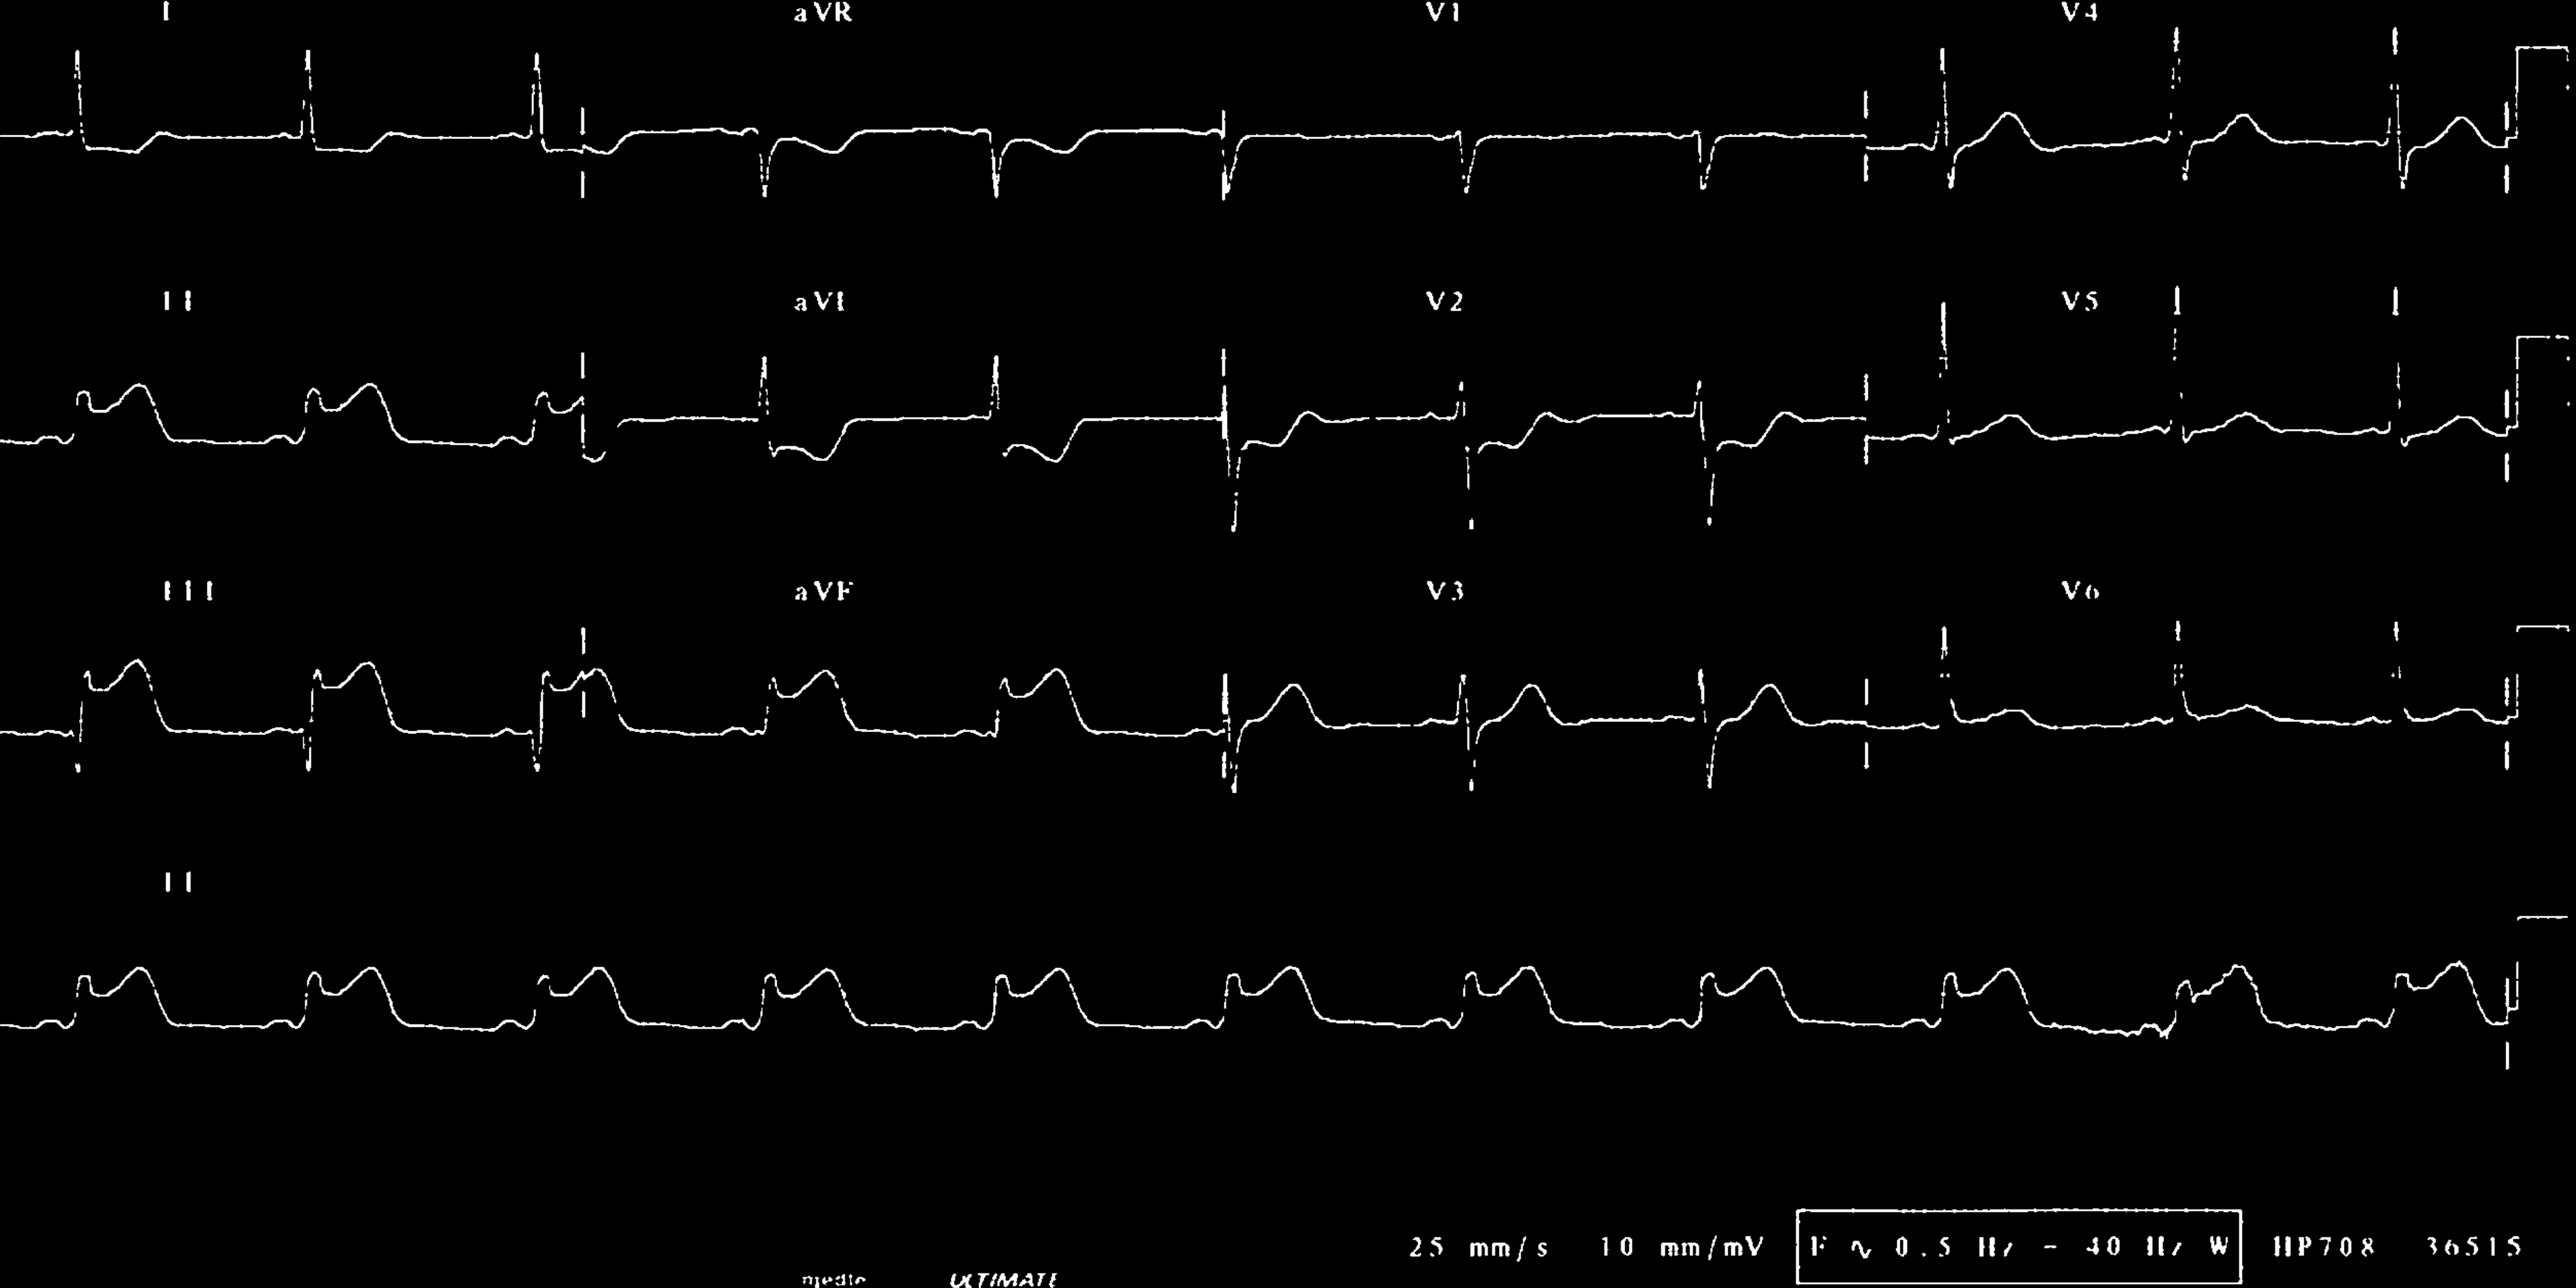 I aVR V1 V4
II aVL V2 V5
III aVF V3 V6
II
25 mm/s 10 mm/mV F ∿ 0.5 Hz - 40 Hz W HP708 36515
ULTIMATE